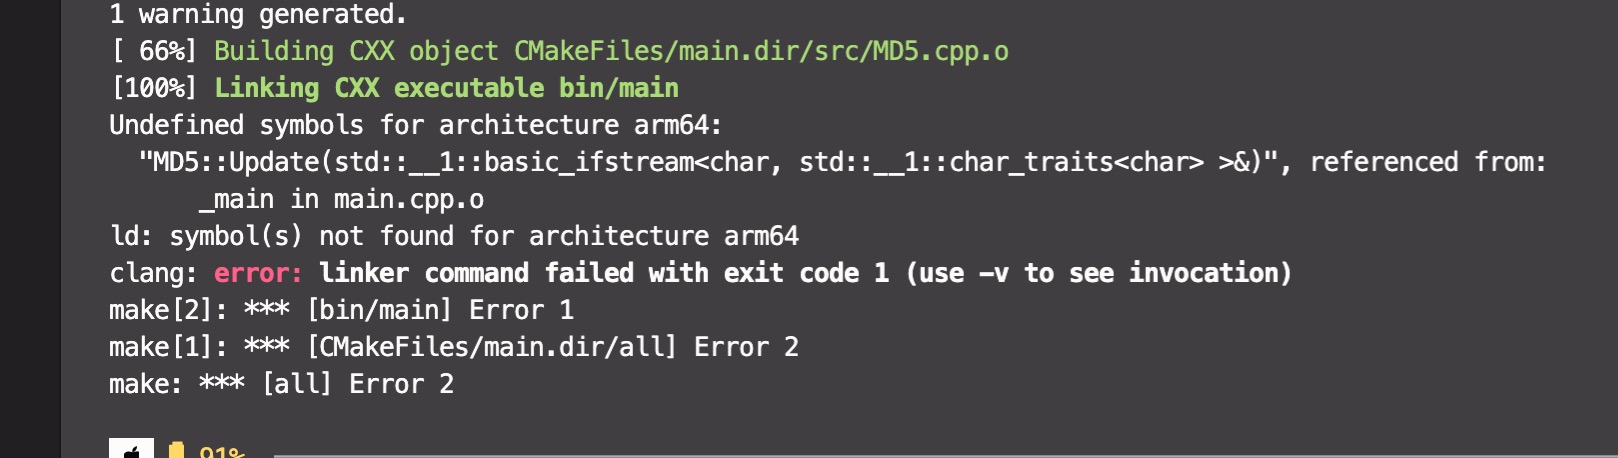 1 warning generated.
[ 66%] Building CXX object CMakeFiles/main.dir/src/MD5.cpp.o
[100%] Linking CXX executable bin/main
Undefined symbols for architecture arm64:
  "MD5::Update(std::__1::basic_ifstream<char, std::__1::char_traits<char> >&)", referenced from:
      _main in main.cpp.o
ld: symbol(s) not found for architecture arm64
clang: error: linker command failed with exit code 1 (use -v to see invocation)
make[2]: *** [bin/main] Error 1
make[1]: *** [CMakeFiles/main.dir/all] Error 2
make: *** [all] Error 2
91%